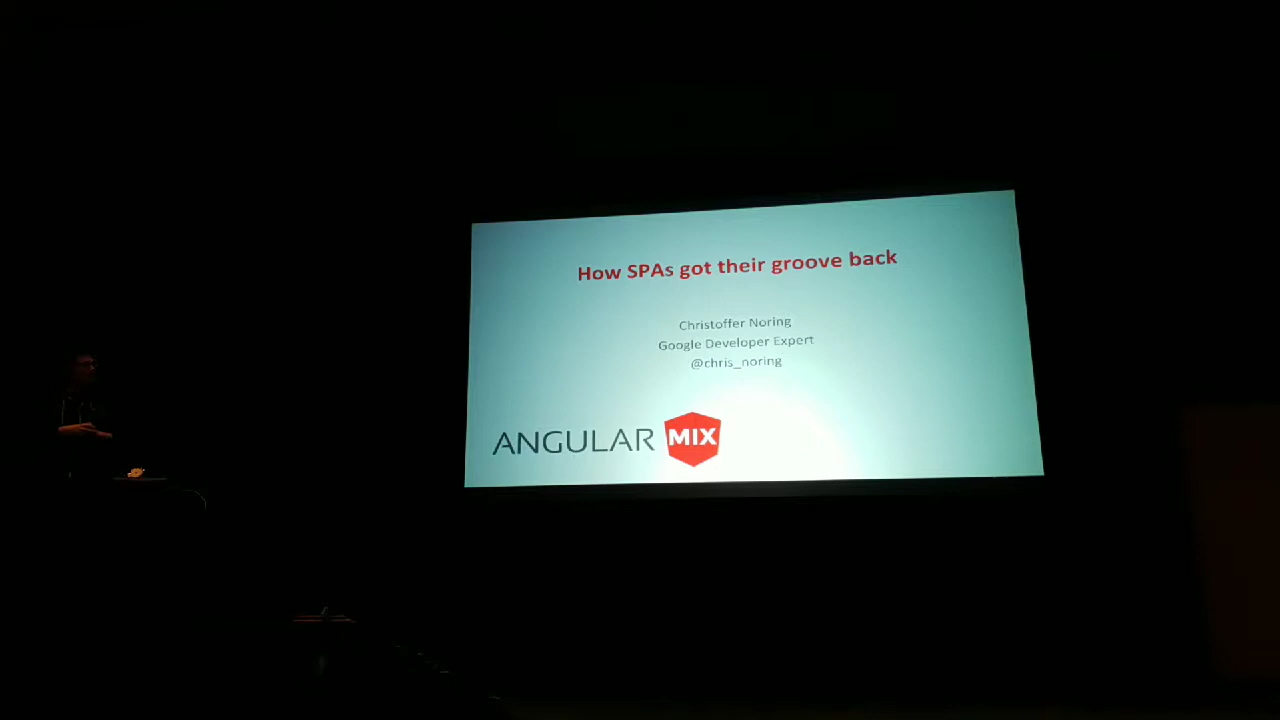 How SPAs got their groove back
Christoffer Noring
Google Developer Expert
@chris_noring
ANGULAR MIX